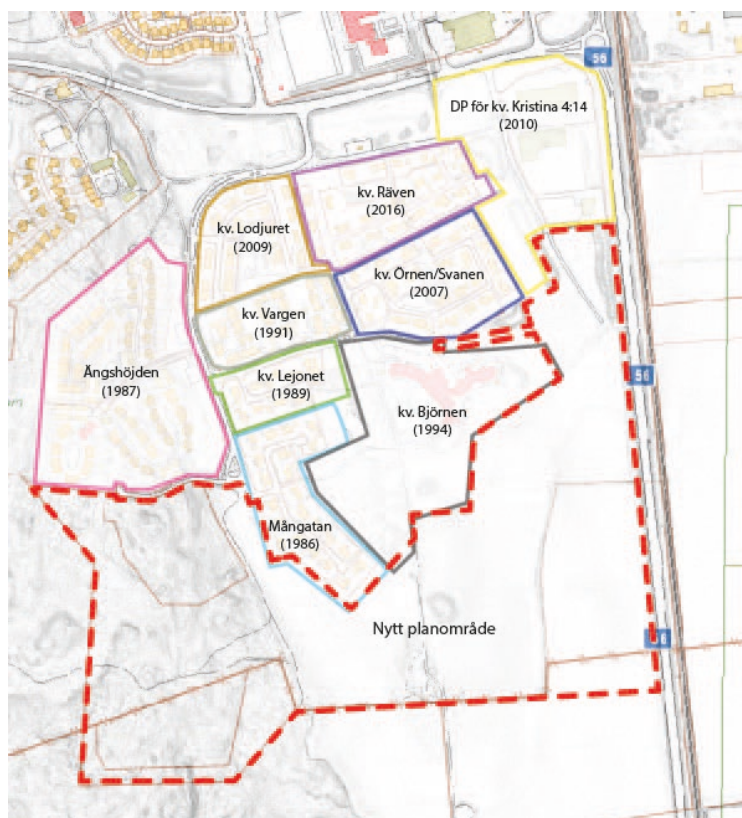 56
DP för kv. Kristina 4:14
(2010)
kv. Räven
(2016)
kv. Lodjuret
(2009)
kv. Örnen/Svanen
(2007)
kv. Vargen
(1991)
Ängshöjden
(1987)
kv. Lejonet
(1989)
56
kv. Björnen
(1994)
Mångatan
(1986)
Nytt planområde
56